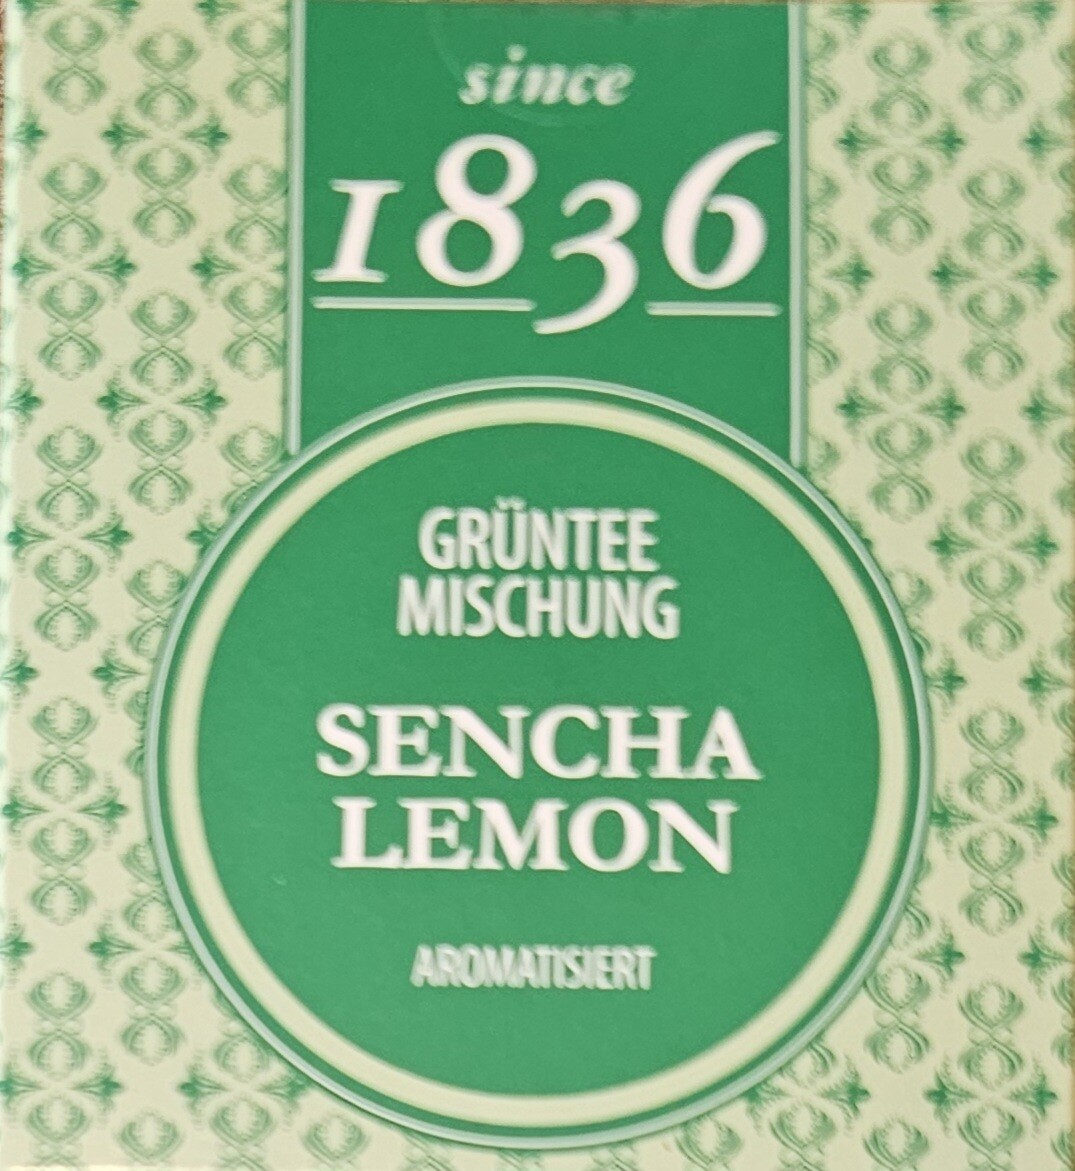 since
1836
GRÜNTEE
MISCHUNG
SENCHA
LEMON
AROMATISIERT